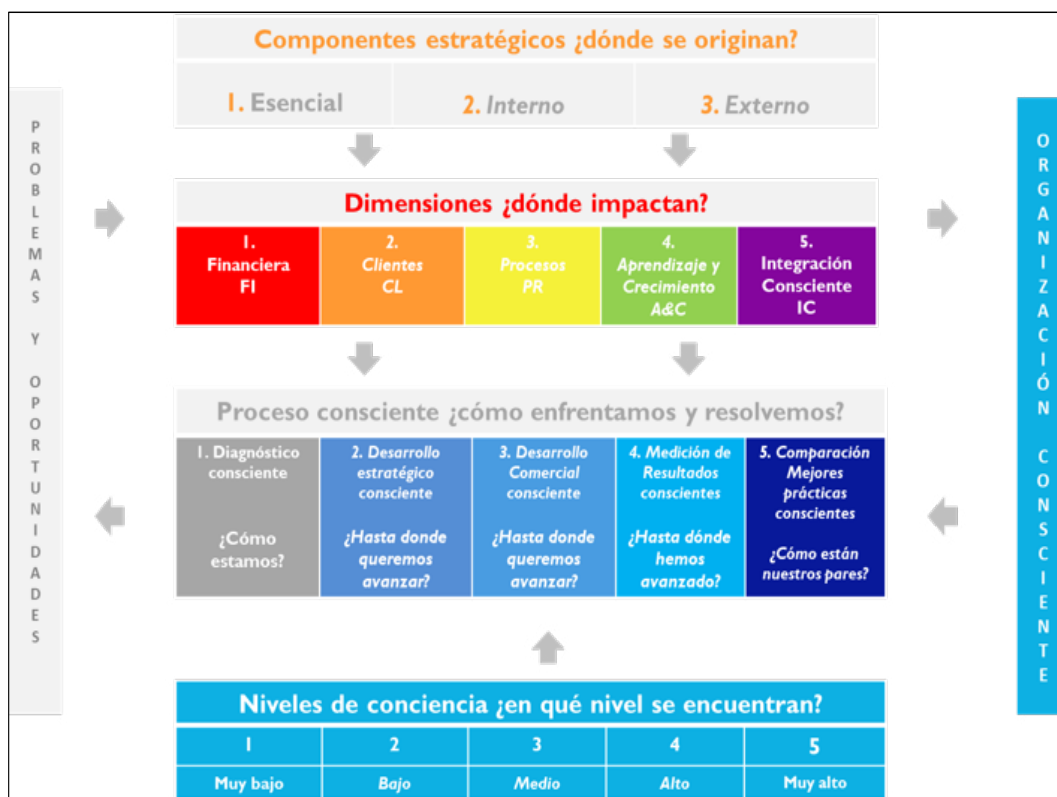 Componentes estratégicos ¿dónde se originan?
1. Esencial
2. Interno
3. Externo
PROBLEMAS Y OPORTUNIDADES
Dimensiones ¿dónde impactan?
1.
Financiera
FI
2.
Clientes
CL
3.
Procesos
PR
4.
Aprendizaje y
Crecimiento
A&C
5.
Integración
Consciente
IC
Proceso consciente ¿cómo enfrentamos y resolvemos?
1. Diagnóstico
consciente
¿Cómo
estamos?
2. Desarrollo
estratégico
consciente
¿Hasta donde
queremos
avanzar?
3. Desarrollo
Comercial
consciente
¿Hasta donde
queremos
avanzar?
4. Medición de
Resultados
conscientes
¿Hasta dónde
hemos
avanzado?
5. Comparación
Mejores
prácticas
conscientes
¿Cómo están
nuestros pares?
Niveles de conciencia ¿en qué nivel se encuentran?
1 2 3 4 5
Muy bajo Bajo Medio Alto Muy alto
ORGANIZACIÓN CONSCIENTE